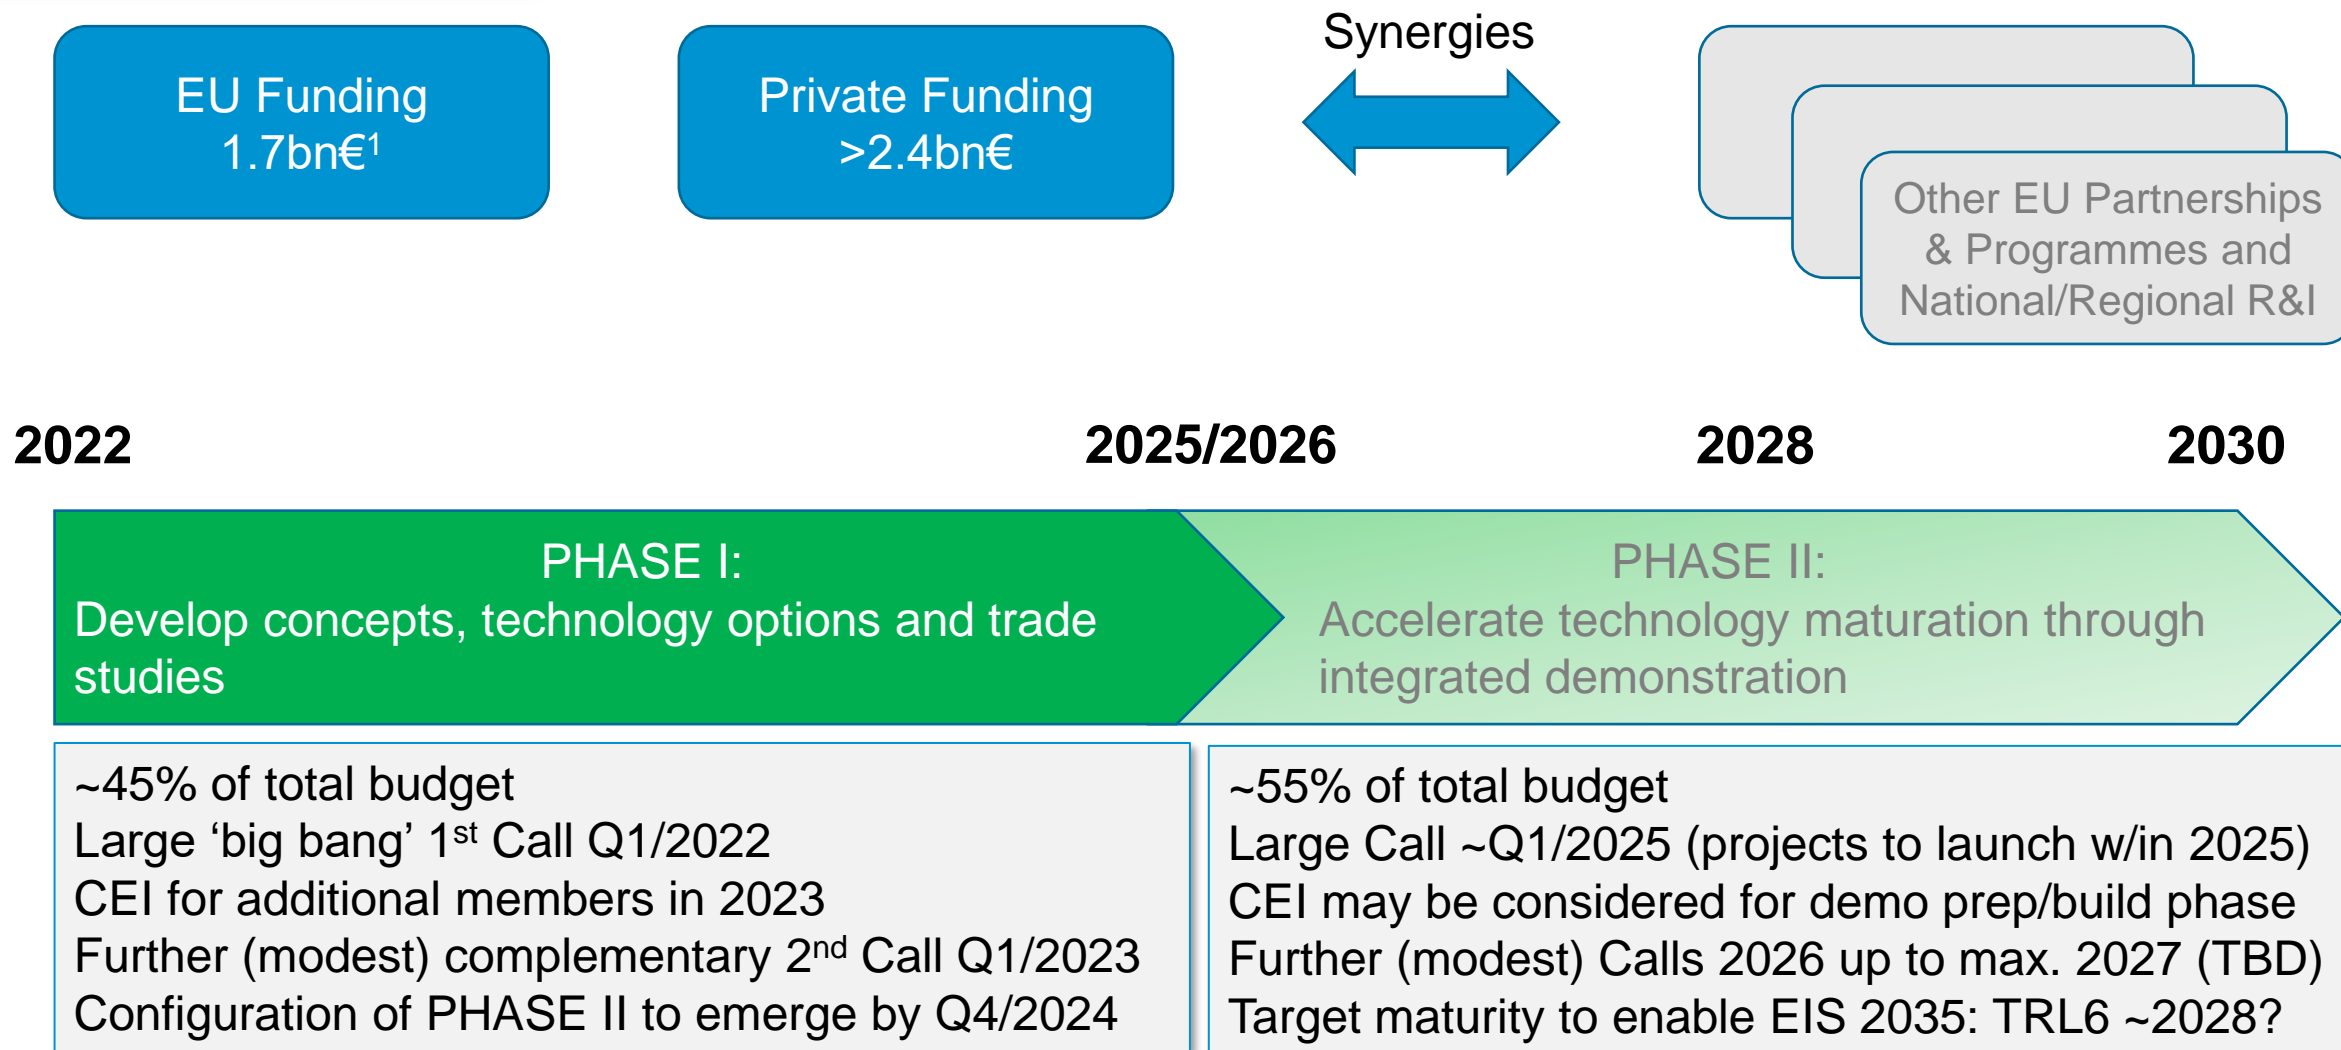 EU Funding
1.7bn€¹
Private Funding
>2.4bn€
Synergies
Other EU Partnerships
& Programmes and
National/Regional R&I
2022
2025/2026
2028
2030
PHASE I:
Develop concepts, technology options and trade
studies
PHASE II:
Accelerate technology maturation through
integrated demonstration
~45% of total budget
Large ‘big bang’ 1st Call Q1/2022
CEI for additional members in 2023
Further (modest) complementary 2nd Call Q1/2023
Configuration of PHASE II to emerge by Q4/2024
~55% of total budget
Large Call ~Q1/2025 (projects to launch w/in 2025)
CEI may be considered for demo prep/build phase
Further (modest) Calls 2026 up to max. 2027 (TBD)
Target maturity to enable EIS 2035: TRL6 ~2028?